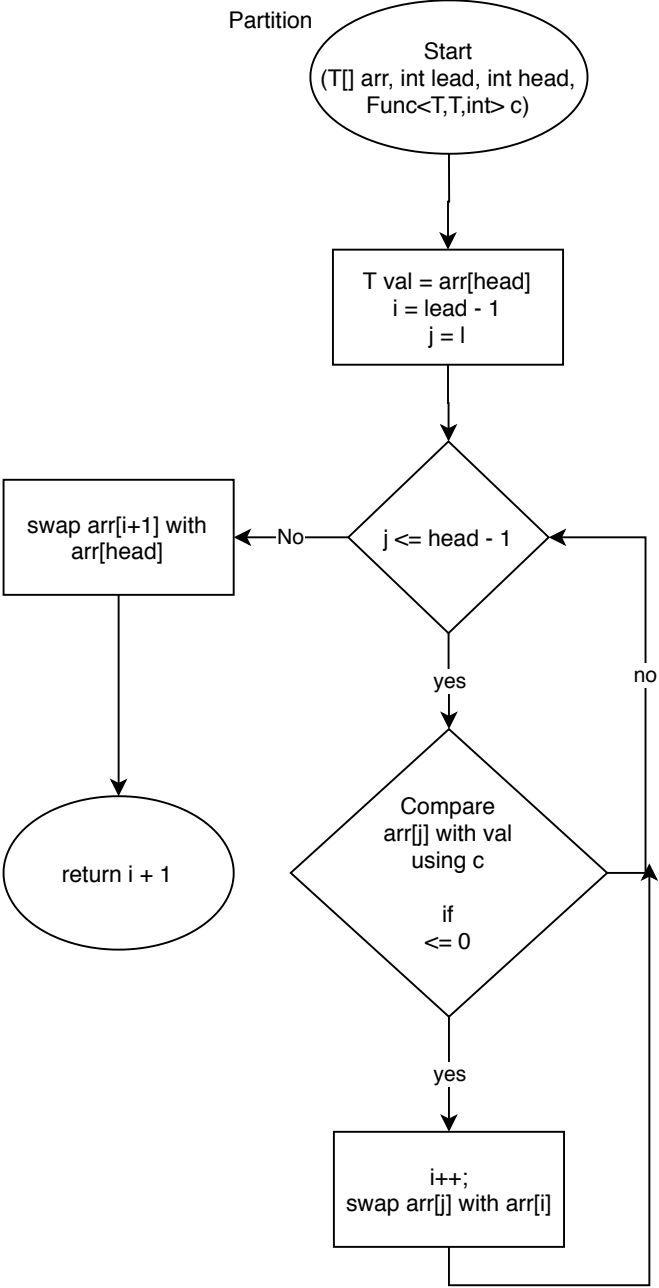 Partition
Start
(T[] arr, int lead, int head,
Func<T,T,int> c)
T val = arr[head]
i = lead - 1
j = l
j <= head - 1
No
swap arr[i+1] with
arr[head]
return i + 1
yes
no
Compare
arr[j] with val
using c
if
<= 0
yes
i++;
swap arr[j] with arr[i]